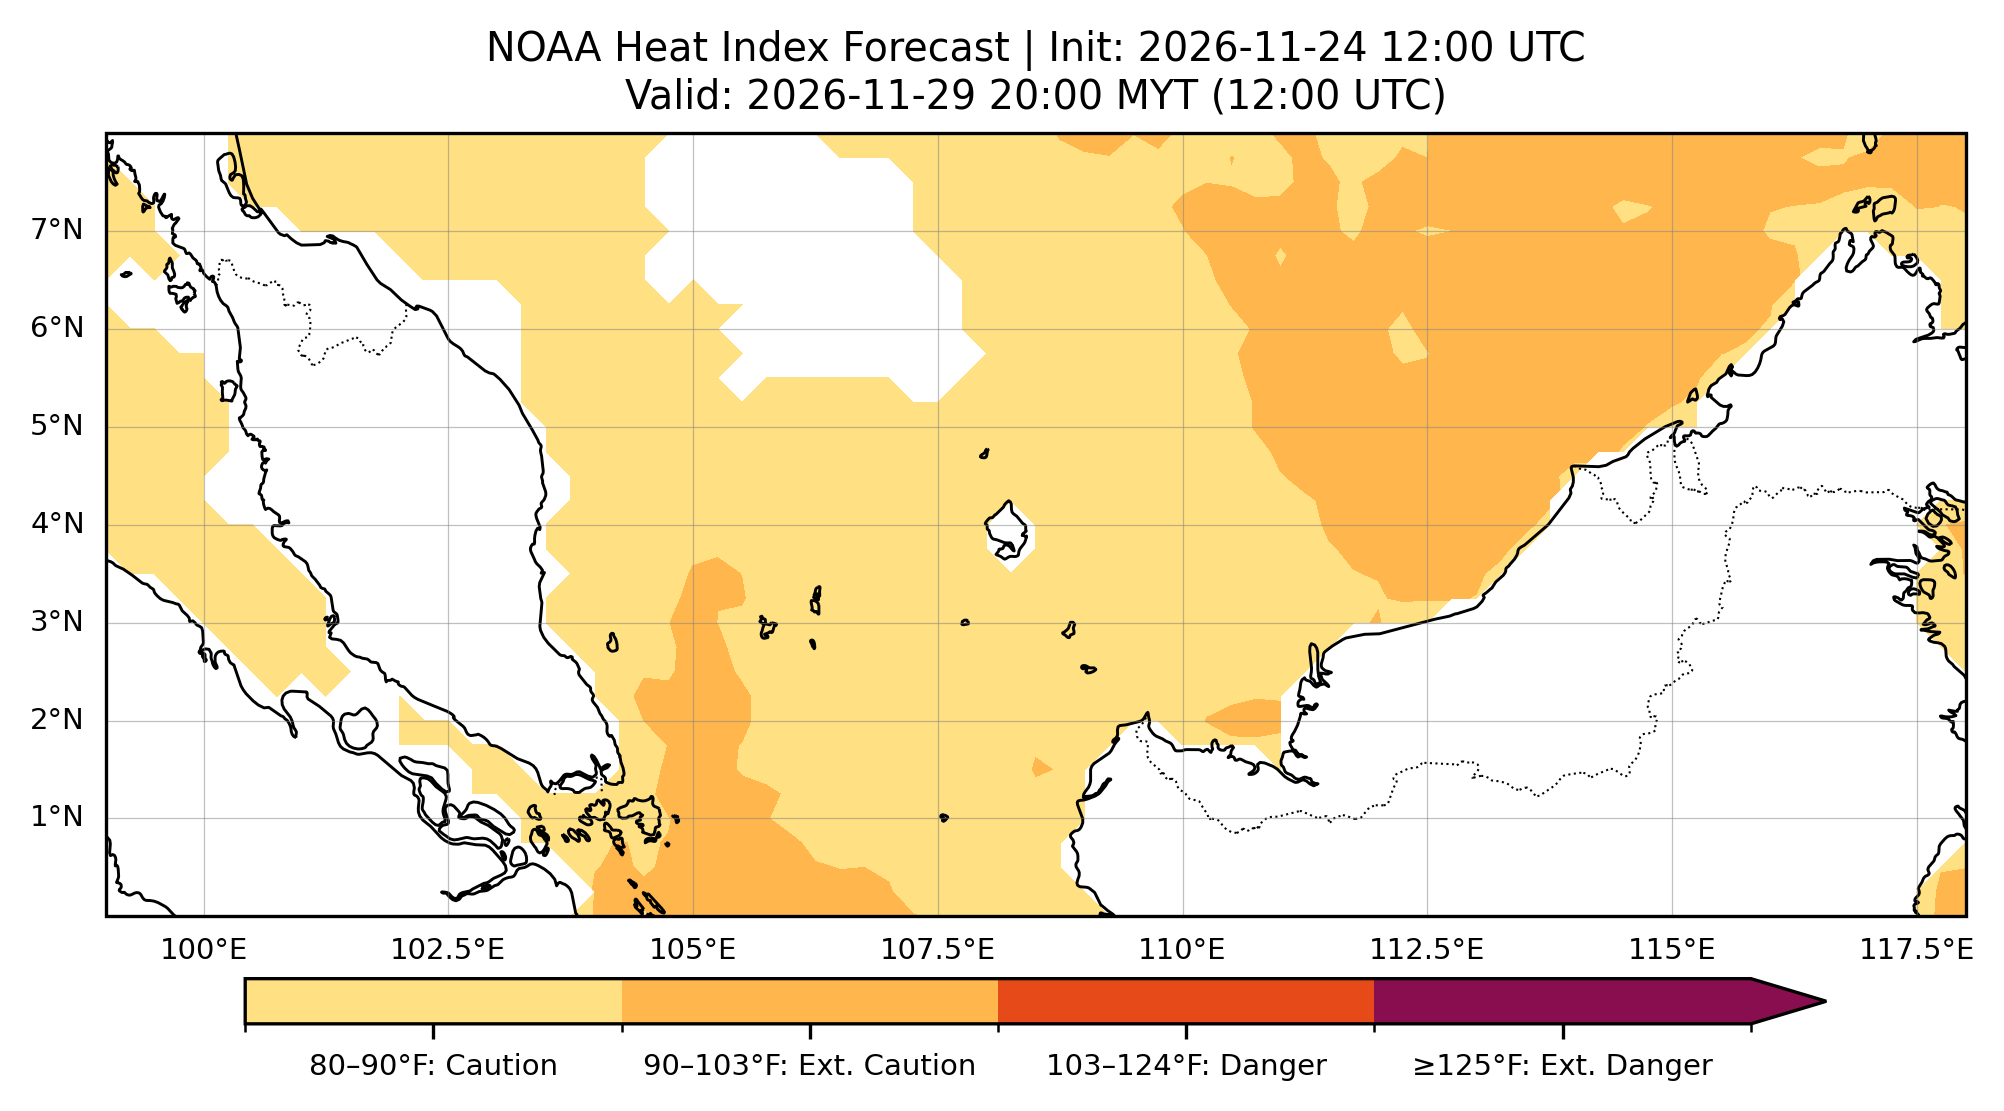 NOAA Heat Index Forecast | Init: 2026-11-24 12:00 UTC
Valid: 2026-11-29 20:00 MYT (12:00 UTC)
7°N
6°N
5°N
4°N
3°N
2°N
1°N
100°E
102.5°E
105°E
107.5°E
110°E
112.5°E
115°E
117.5°E
80–90°F: Caution
90–103°F: Ext. Caution
103–124°F: Danger
≥125°F: Ext. Danger